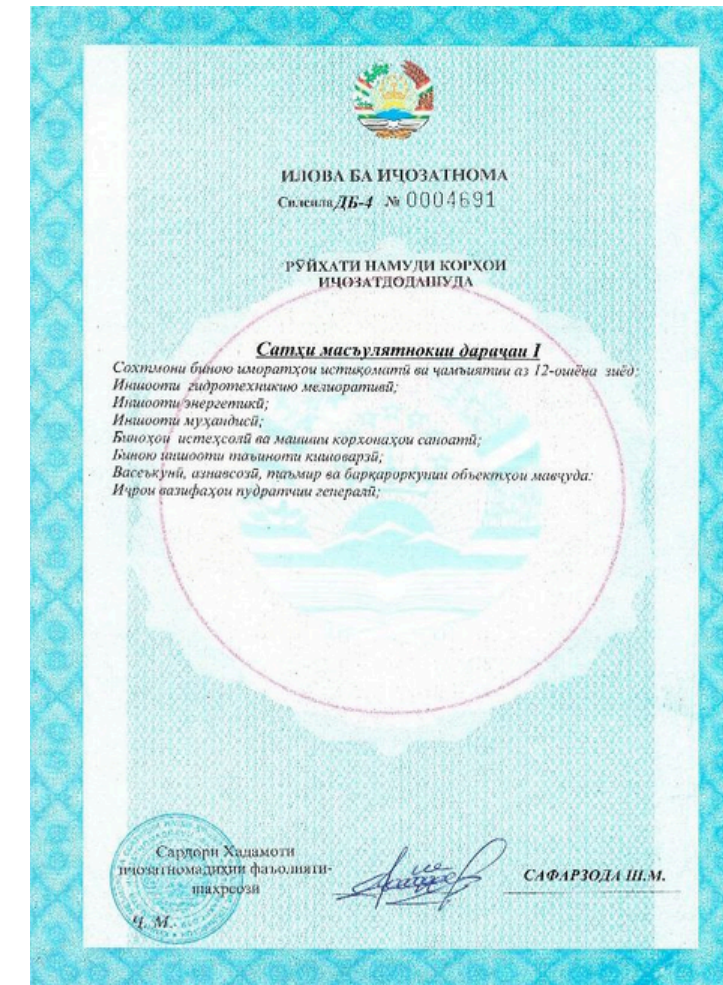 ИЛОВА БА ИҶОЗАТНОМА
Силсила ДБ-4 № 0004691
РӮЙХАТИ НАМУДИ КОРҲОИ
ИҶОЗАТДОДАШУДА
Сатҳи масъулятнокии дараҷаи I
Сохтмони биною иморатҳои истиқоматӣ ва ҷамъиятии аз 12-ошёна зиёд:
Иншооти гидротехникию мелиоративӣ;
Иншооти энергетикӣ;
Иншооти муҳандисӣ;
Биноҳои истеҳсолӣ ва маишии корхонаҳои саноатӣ;
Биною иншооти таъиноти кишоварзӣ;
Васеъкунӣ, азнавсозӣ, таъмир ва барқароркунии объектҳои мавҷуда:
Иҷрои вазифаҳои пудратчии генералӣ;
Сардори Хадамоти
иҷозатномадиҳии фаъолияти-
шаҳрсозӣ
САФАРЗОДА Ш.М.
Ҷ. М.